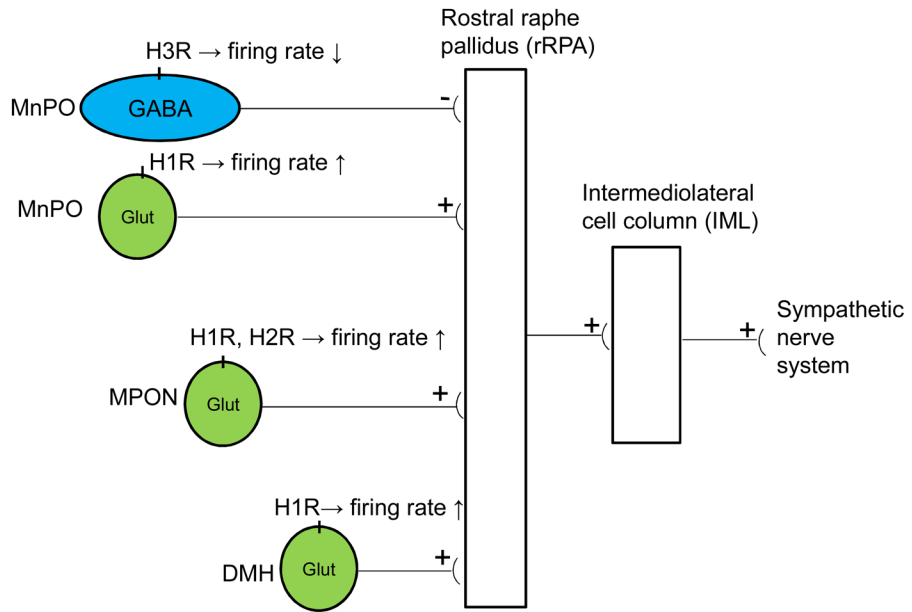 Rostral raphe
pallidus (rRPA)
H3R → firing rate ↓
MnPO
GABA
-
H1R → firing rate ↑
MnPO
Glut
+
Intermediolateral
cell column (IML)
H1R, H2R → firing rate ↑
MPON
Glut
+
+
+
Sympathetic
nerve
system
H1R→ firing rate ↑
DMH
Glut
+